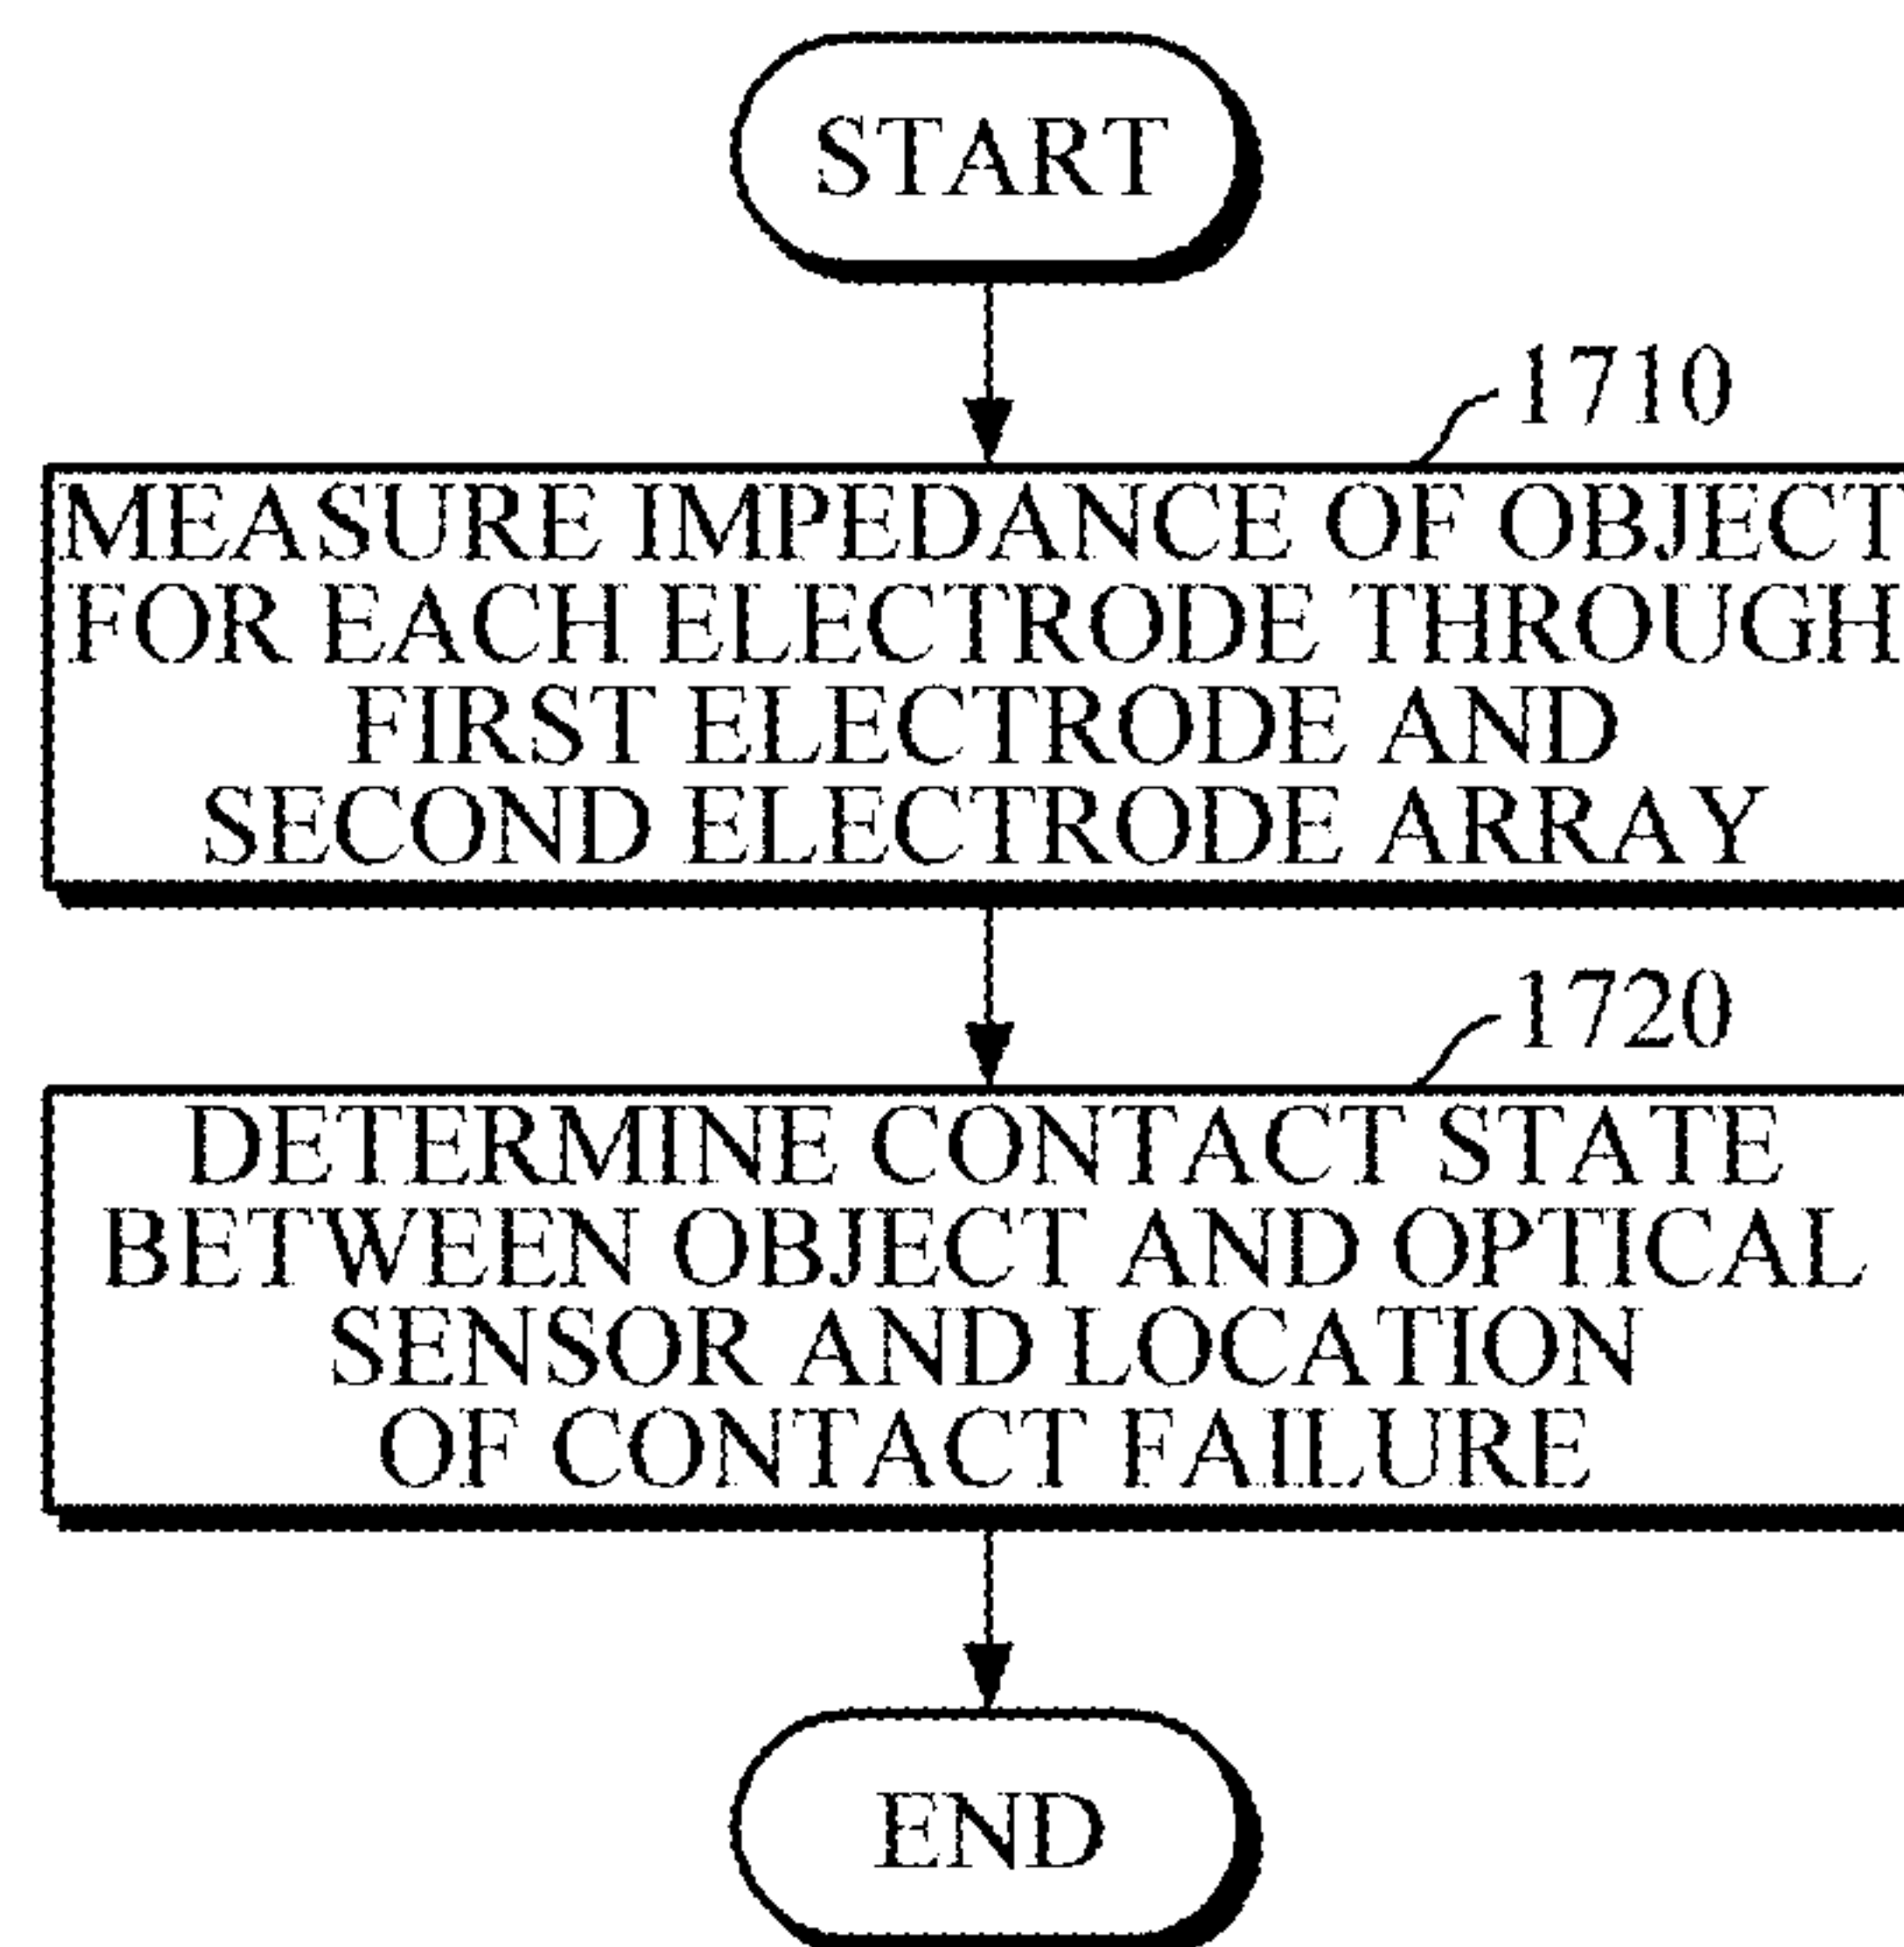 START
1710
MEASURE IMPEDANCE OF OBJECT
FOR EACH ELECTRODE THROUGH
FIRST ELECTRODE AND
SECOND ELECTRODE ARRAY
1720
DETERMINE CONTACT STATE
BETWEEN OBJECT AND OPTICAL
SENSOR AND LOCATION
OF CONTACT FAILURE
END